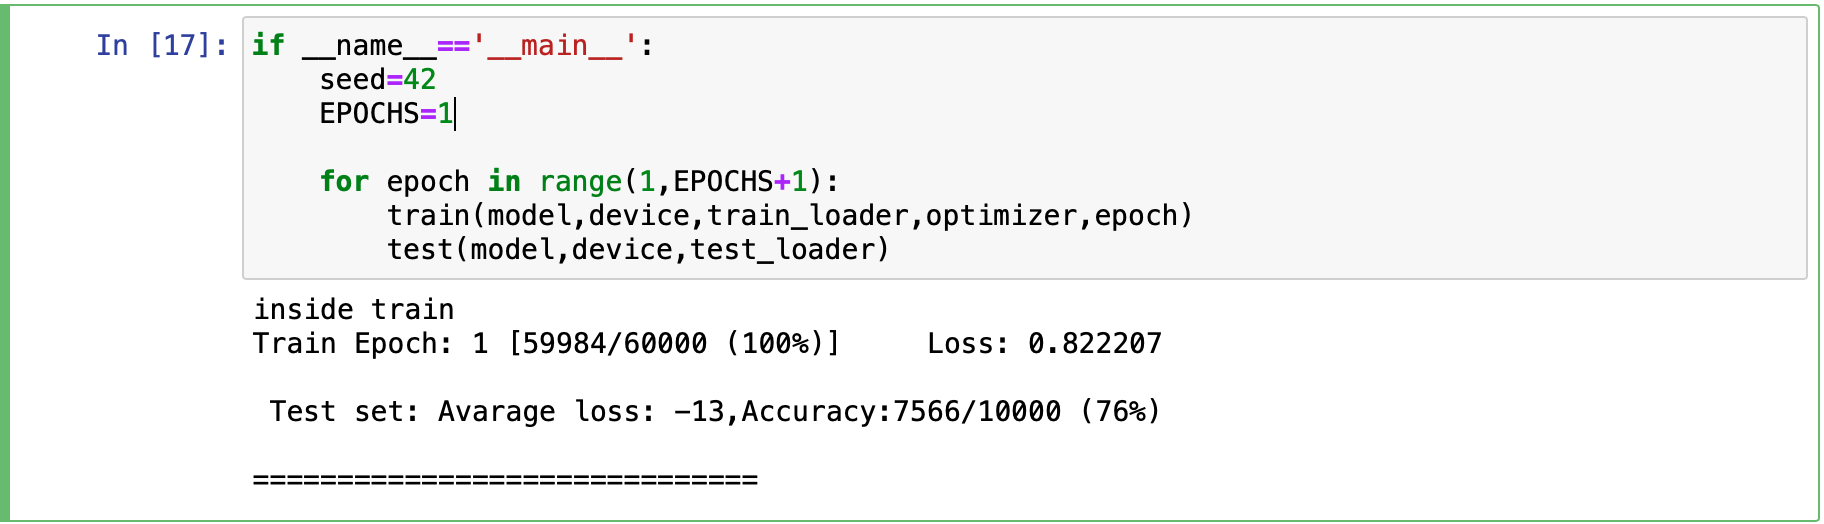 In [17]: if __name__=='__main__':
    seed=42
    EPOCHS=1

    for epoch in range(1,EPOCHS+1):
        train(model,device,train_loader,optimizer,epoch)
        test(model,device,test_loader)
inside train
Train Epoch: 1 [59984/60000 (100%)]     Loss: 0.822207

 Test set: Avarage loss: -13,Accuracy:7566/10000 (76%)

==============================